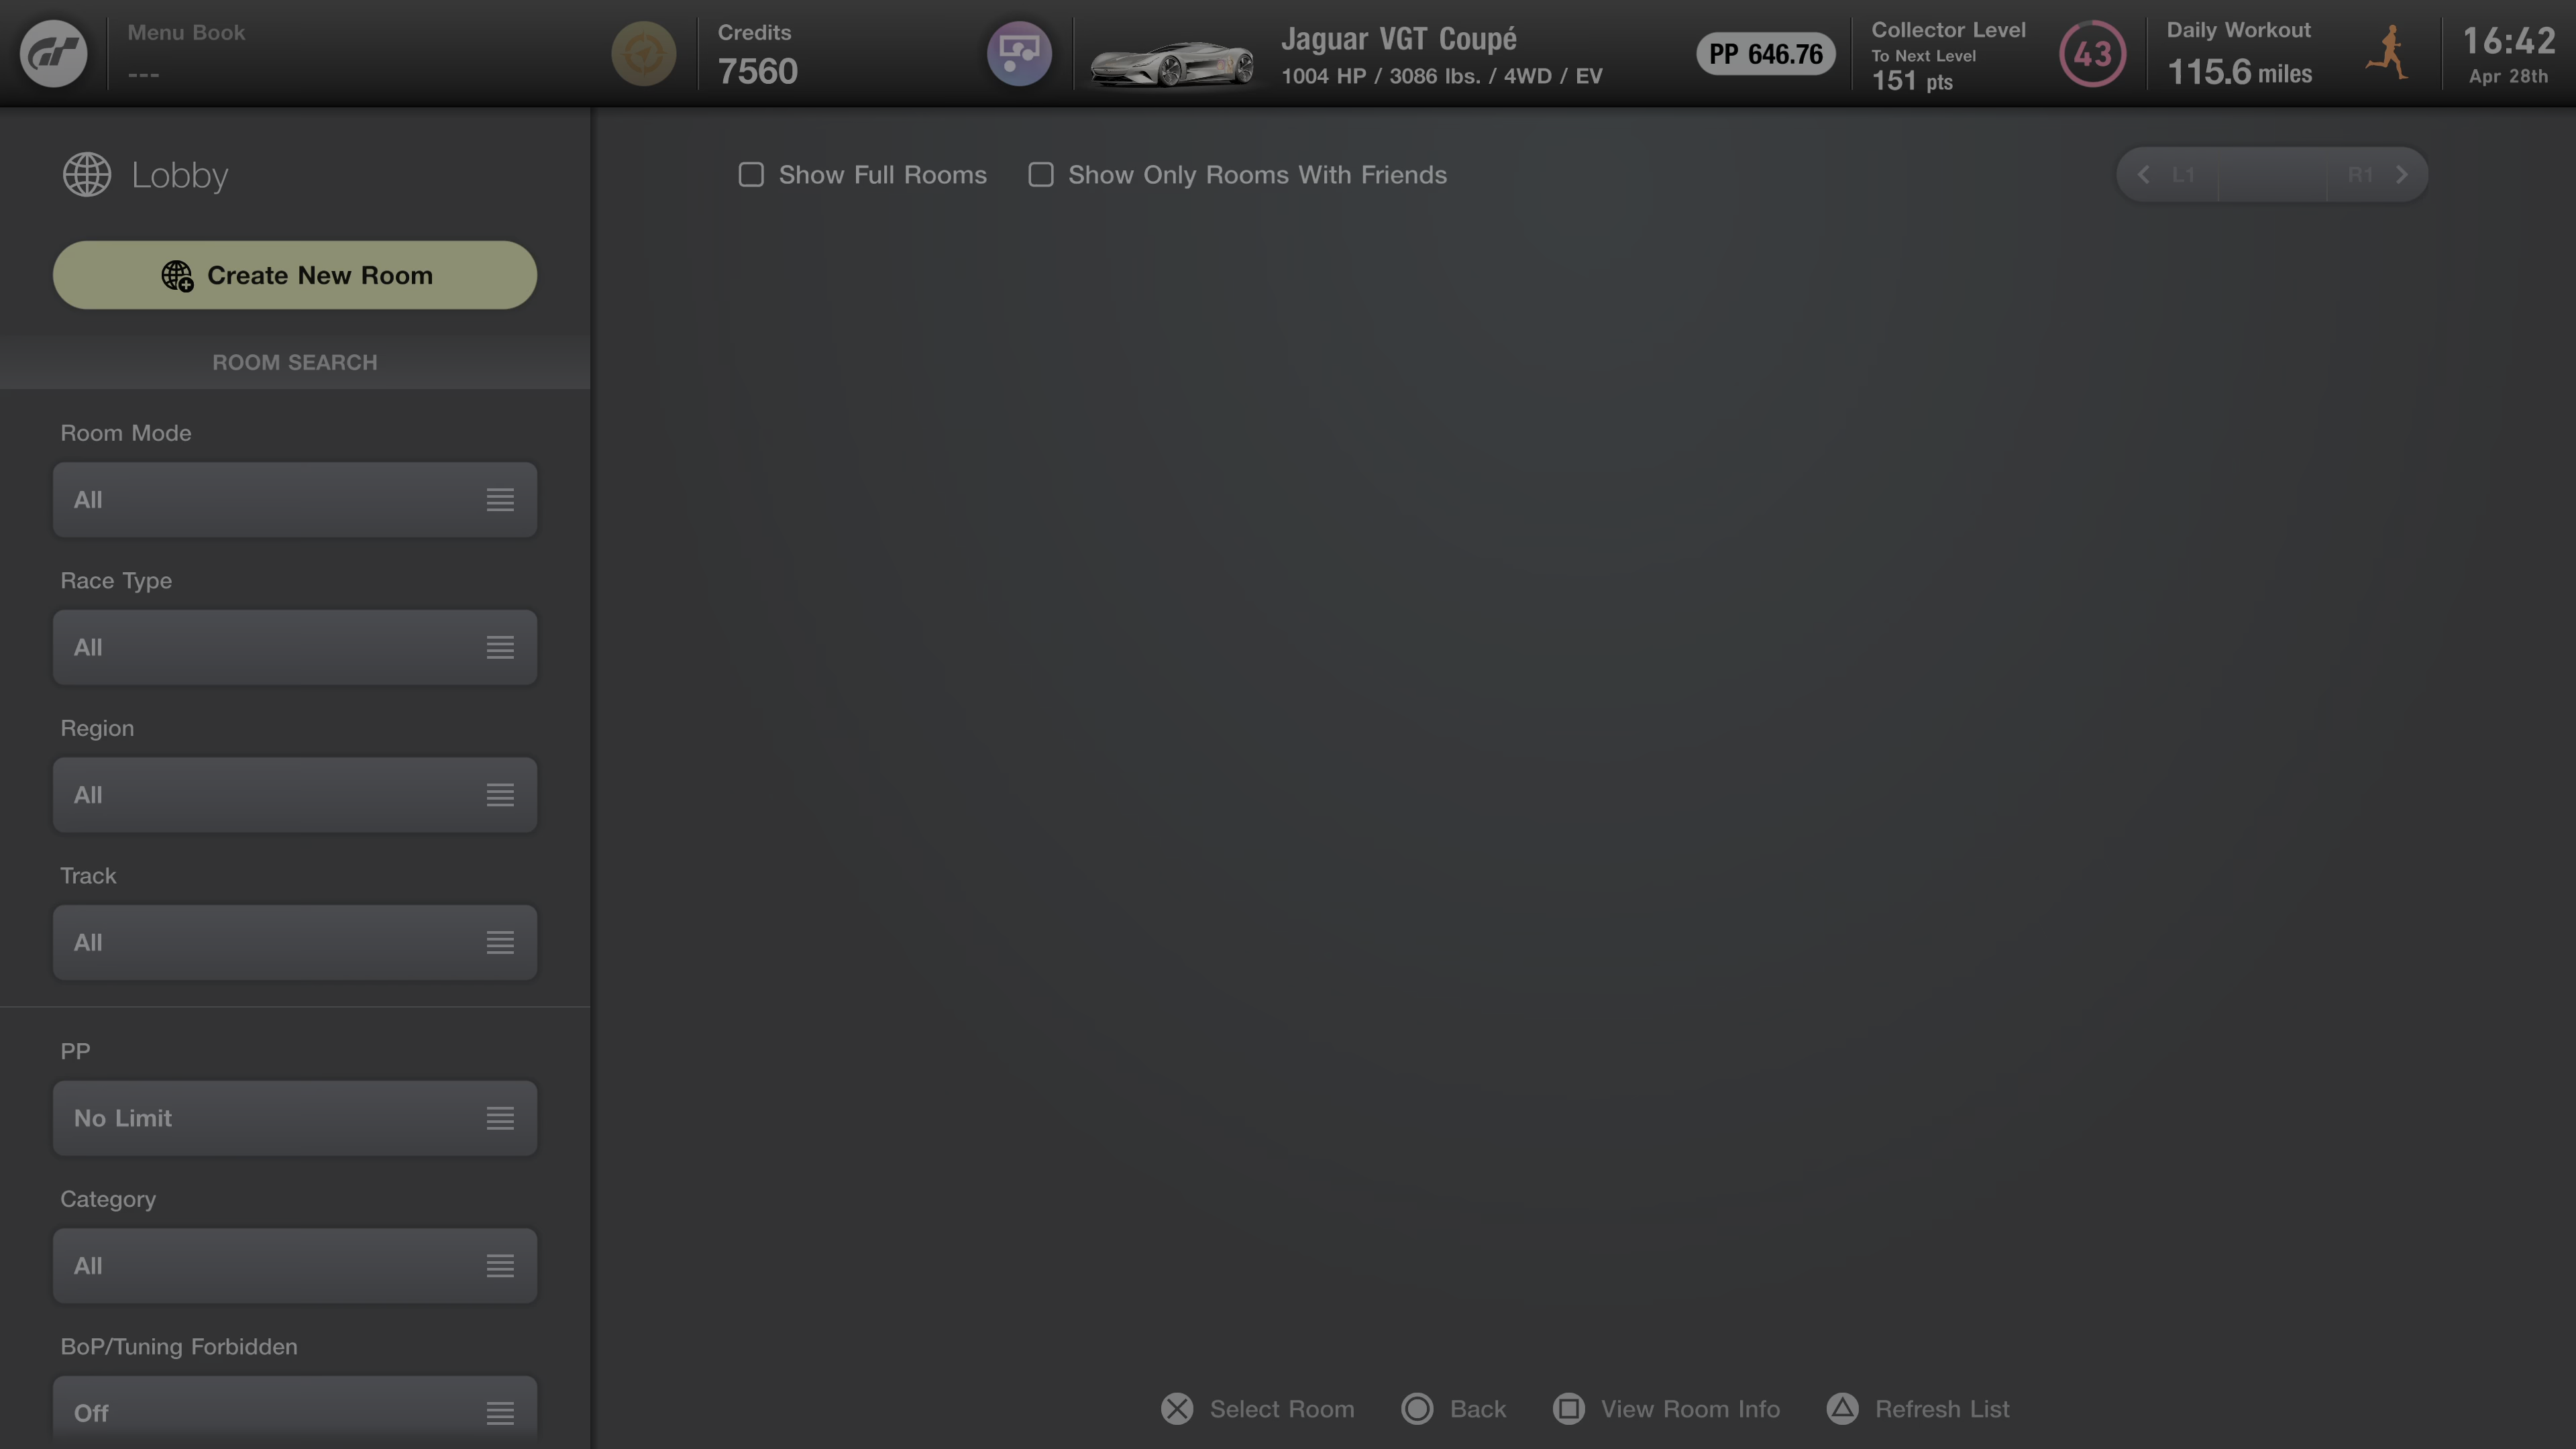 Menu Book
---
Credits
7560
Jaguar VGT Coupé
1004 HP / 3086 lbs. / 4WD / EV
PP 646.76
Collector Level
To Next Level
151 pts
43
Daily Workout
115.6 miles
16:42
Apr 28th
Lobby
Create New Room
ROOM SEARCH
Room Mode
All
Race Type
All
Region
All
Track
All
PP
No Limit
Category
All
BoP/Tuning Forbidden
Off
Show Full Rooms
Show Only Rooms With Friends
L1
R1
Select Room
Back
View Room Info
Refresh List